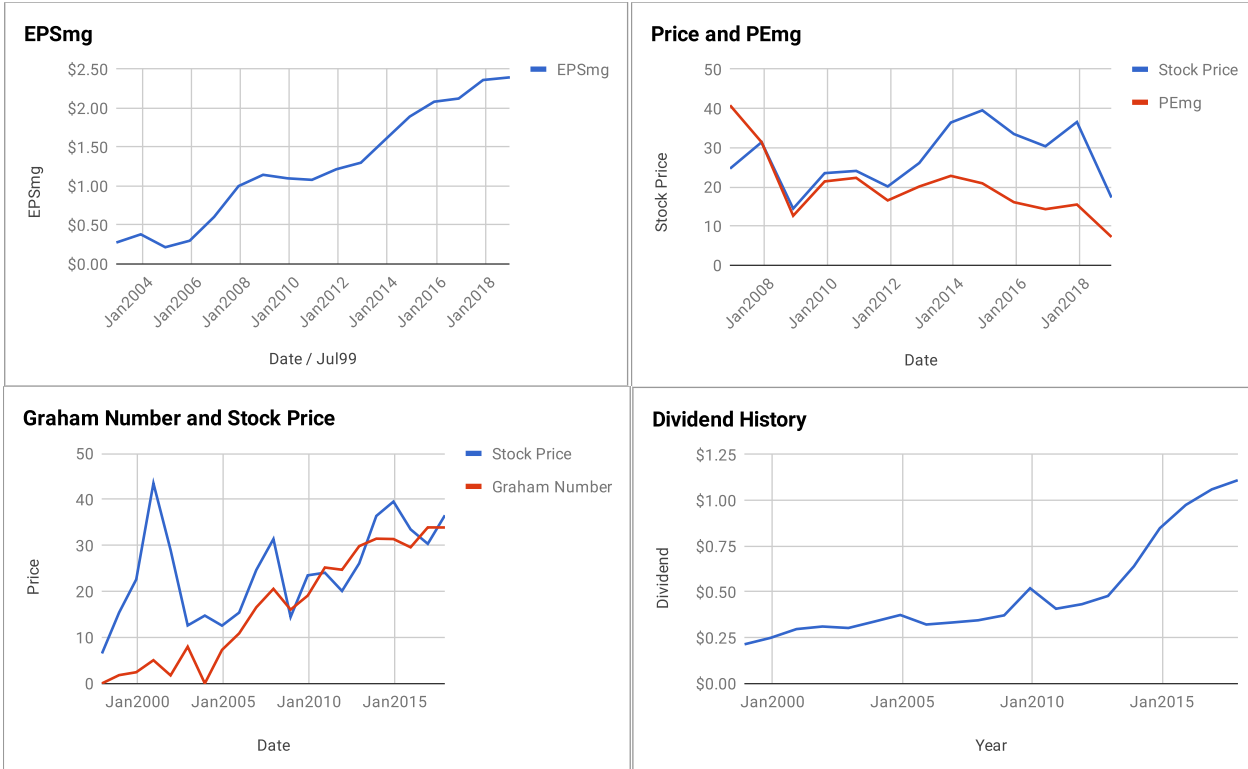 EPSmg
EPSmg
$2.50
$2.00
$1.50
$1.00
$0.50
$0.00
EPSmg
Jan2004
Jan2006
Jan2008
Jan2010
Jan2012
Jan2014
Jan2016
Jan2018
Date / Jul99
Price and PEmg
Stock Price
PEmg
50
40
30
20
10
0
Stock Price
Jan2008
Jan2010
Jan2012
Jan2014
Jan2016
Jan2018
Date
Graham Number and Stock Price
Stock Price
Graham Number
50
40
30
20
10
0
Price
Jan2000
Jan2005
Jan2010
Jan2015
Date
Dividend History
$1.25
$1.00
$0.75
$0.50
$0.25
$0.00
Dividend
Jan2000
Jan2005
Jan2010
Jan2015
Year